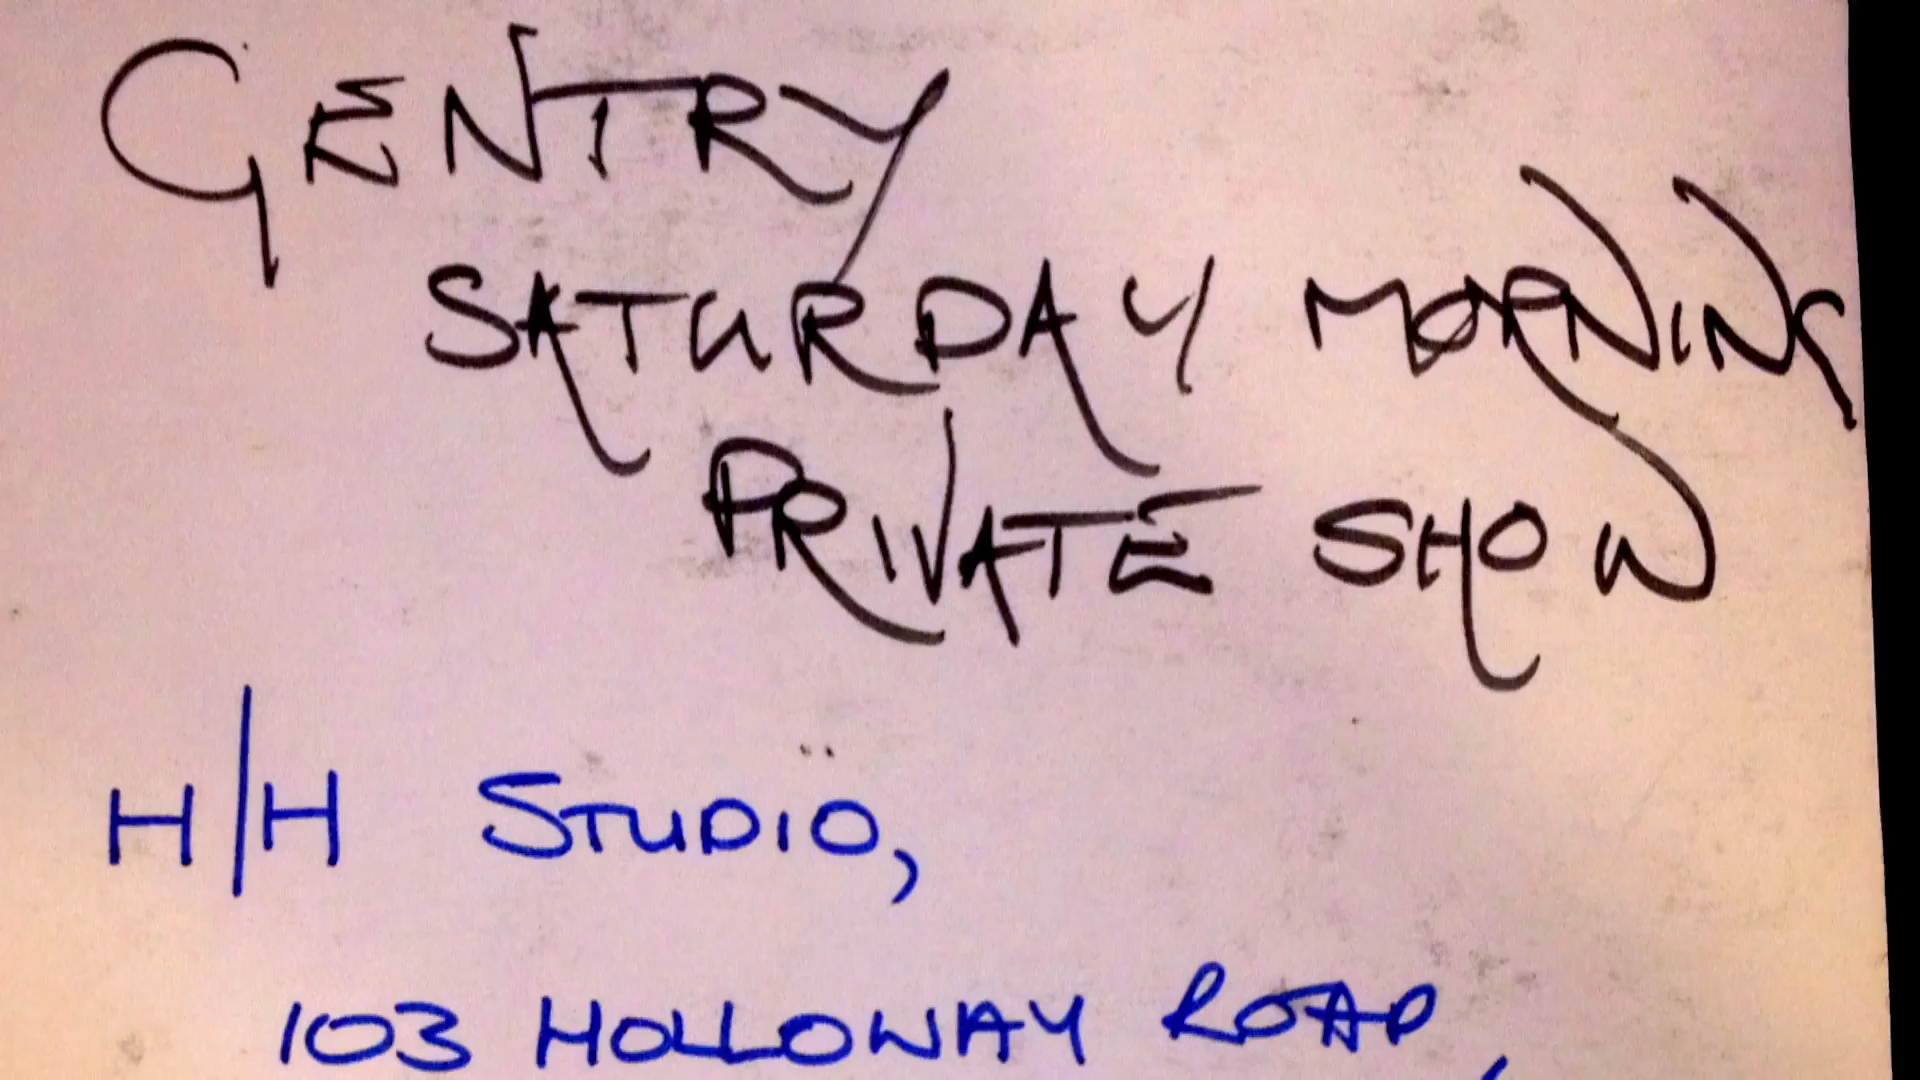 GENTRY
SATURDAY MORNING
PRIVATE SHOW
H/H STUDIO,
103 HOLLOWAY ROAD,